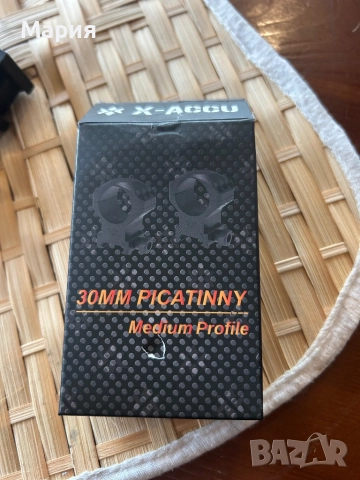 Мария
X-ACCU
30MM PICATINNY
Medium Profile
BAZAR